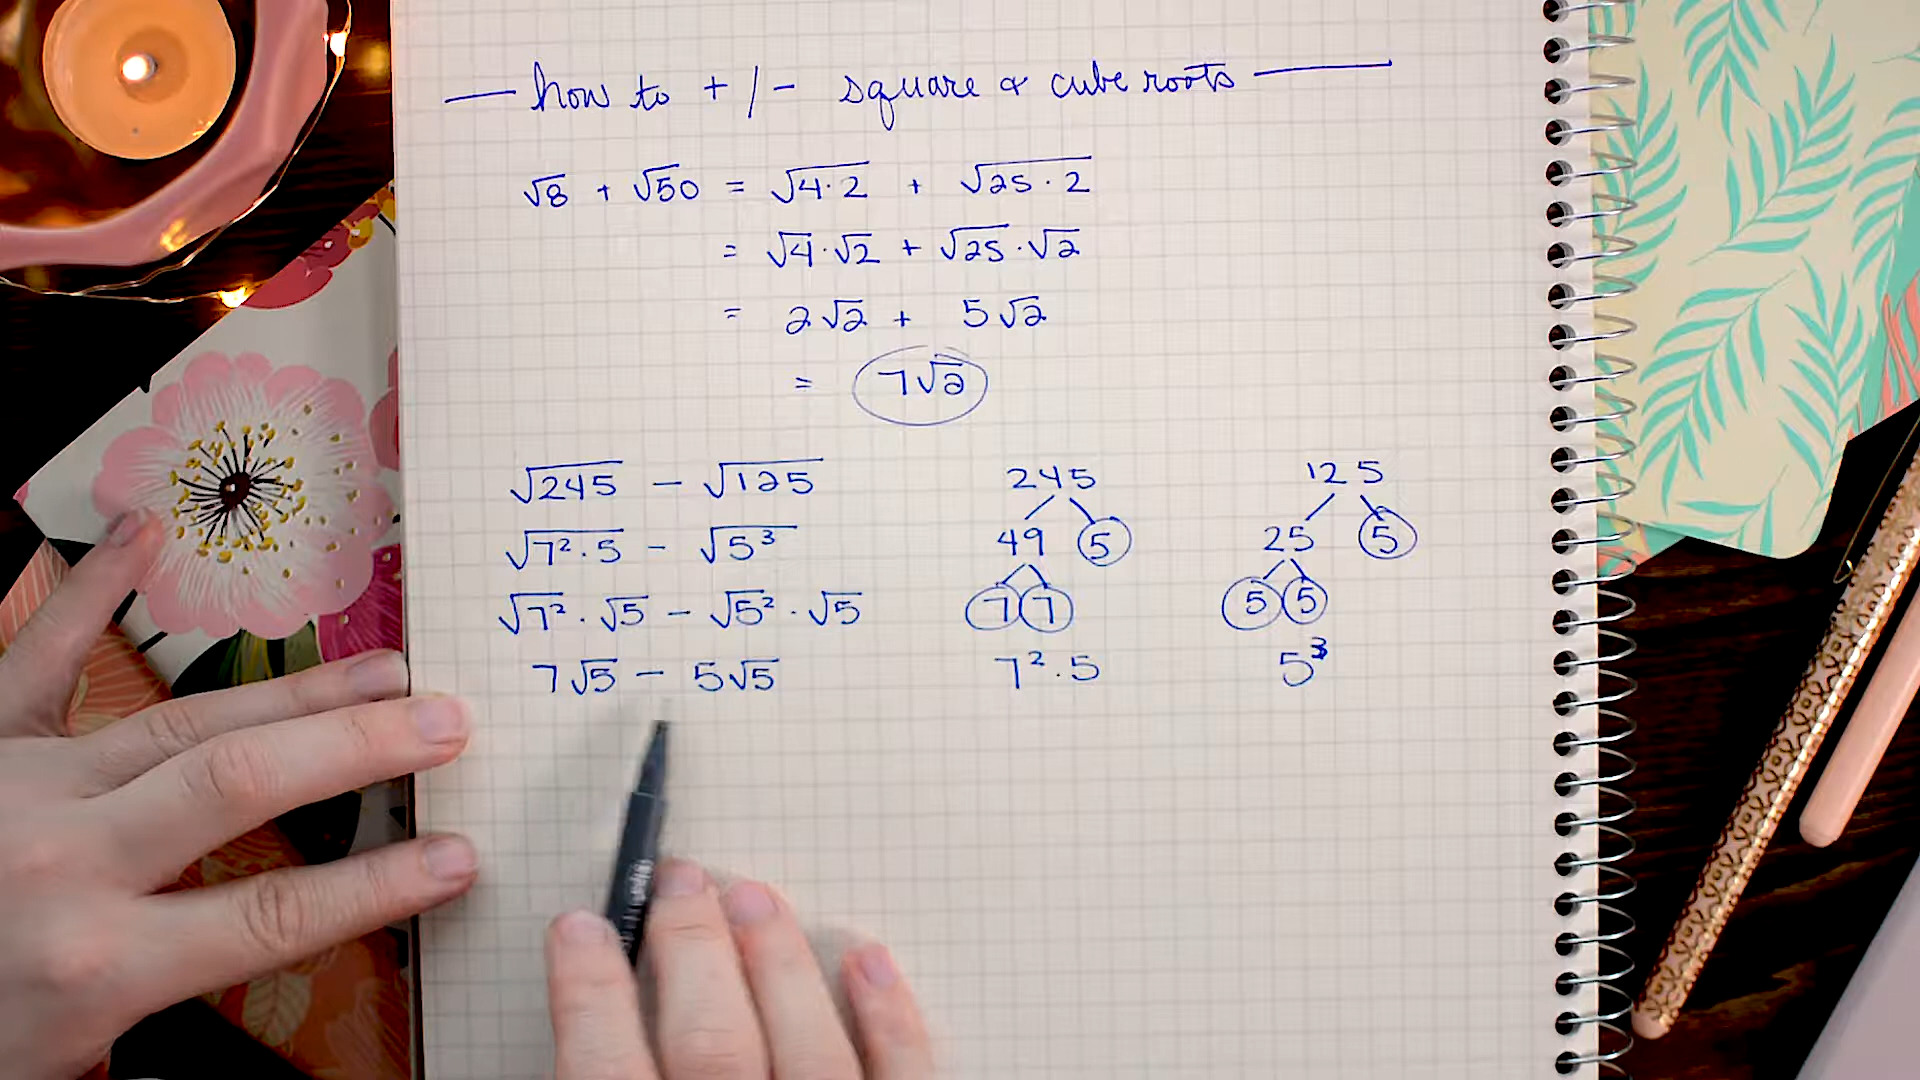 how to + / - square & cube roots
√8 + √50 = √4·2 + √25·2
= √4·√2 + √25·√2
= 2√2 + 5√2
= 7√2
√245 - √125
√7²·5 - √5³
√7²·√5 - √5²·√5
7√5 - 5√5
245
49 5
7 7
7²·5
125
25 5
5 5
5³